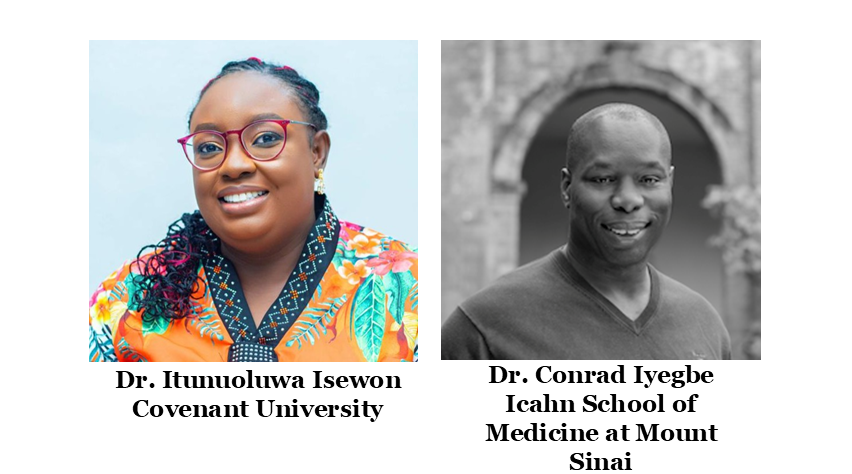 Dr. Itunuoluwa Isewon
Covenant University
Dr. Conrad Iyegbe
Icahn School of
Medicine at Mount
Sinai